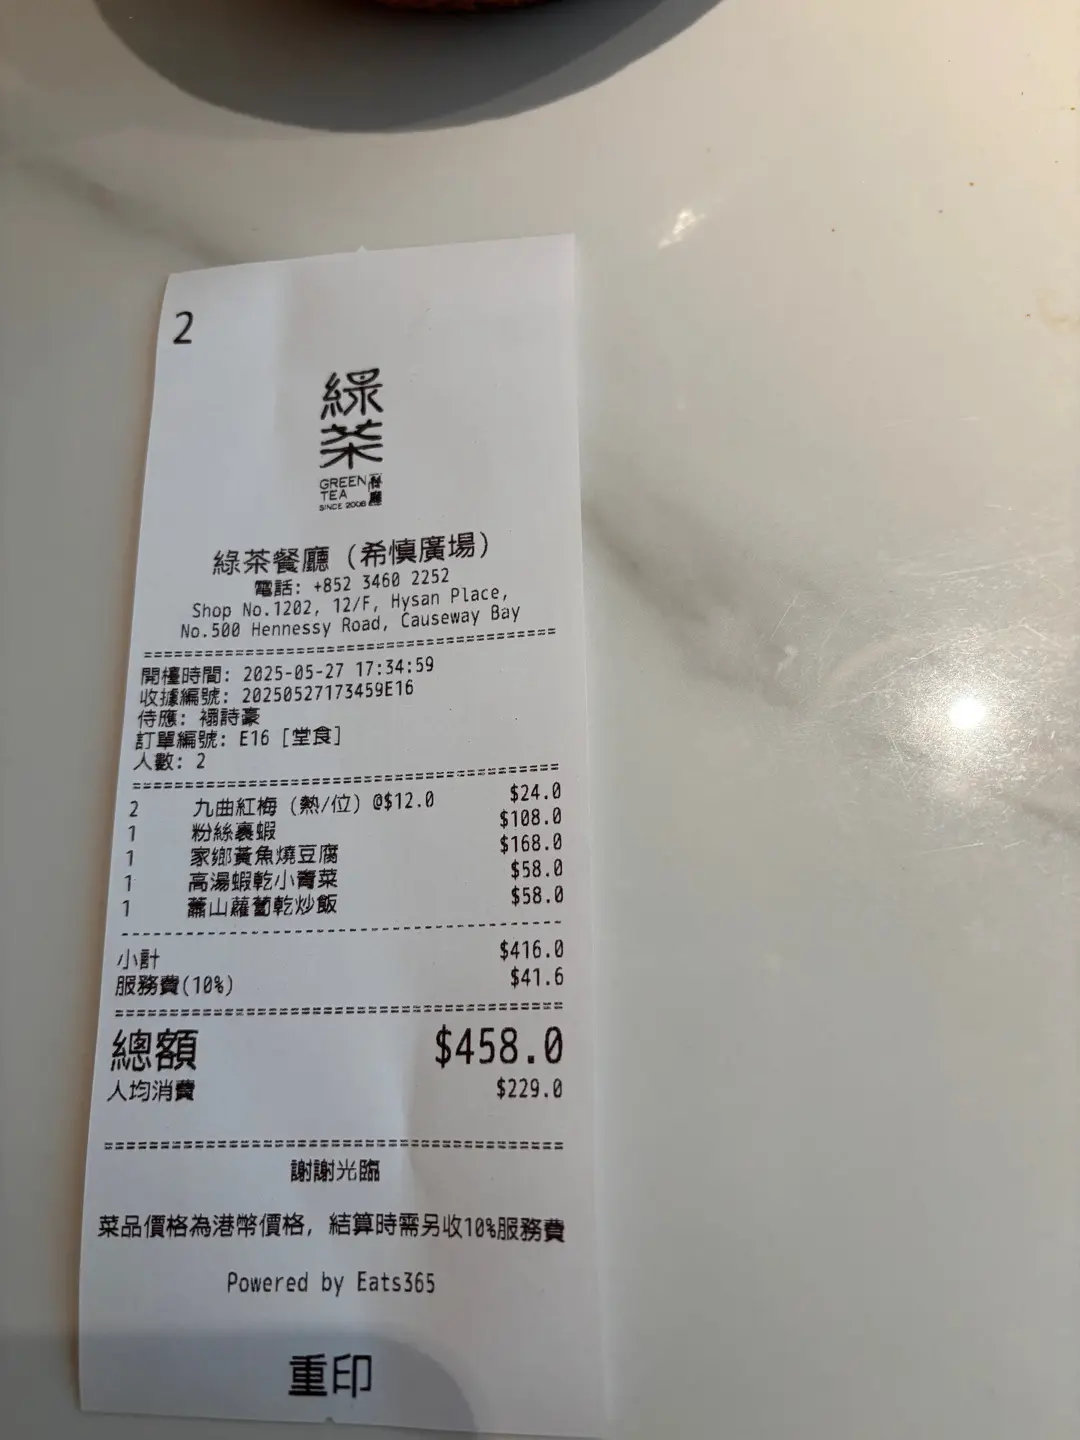 2
綠茶
GREEN TEA 餐廳
SINCE 2008
綠茶餐廳 (希慎廣場)
電話: +852 3460 2252
Shop No.1202, 12/F, Hysan Place,
No.500 Hennessy Road, Causeway Bay
開檯時間: 2025-05-27 17:34:59
收據編號: 20250527173459E16
侍應: 禤詩豪
訂單編號: E16 [堂食]
人數: 2
2 九曲紅梅 (熱/位) @$12.0 $24.0
1 粉絲裹蝦 $108.0
1 家鄉黃魚燒豆腐 $168.0
1 高湯蝦乾小青菜 $58.0
1 蕭山蘿蔔乾炒飯 $58.0
小計 $416.0
服務費(10%) $41.6
總額 $458.0
人均消費 $229.0
謝謝光臨
菜品價格為港幣價格, 結算時需另收10%服務費
Powered by Eats365
重印